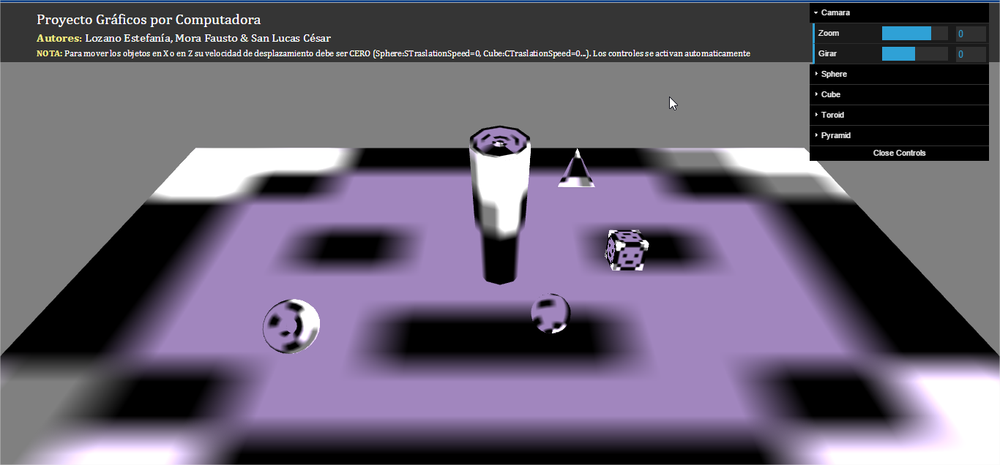 Proyecto Gráficos por Computadora
Autores: Lozano Estefanía, Mora Fausto & San Lucas César
NOTA: Para mover los objetos en X o en Z su velocidad de desplazamiento debe ser CERO (Sphere:STraslationSpeed=0, Cube:CTraslationSpeed=0...). Los controles se activan automaticamente
Camara
Zoom 0
Girar 0
Sphere
Cube
Toroid
Pyramid
Close Controls